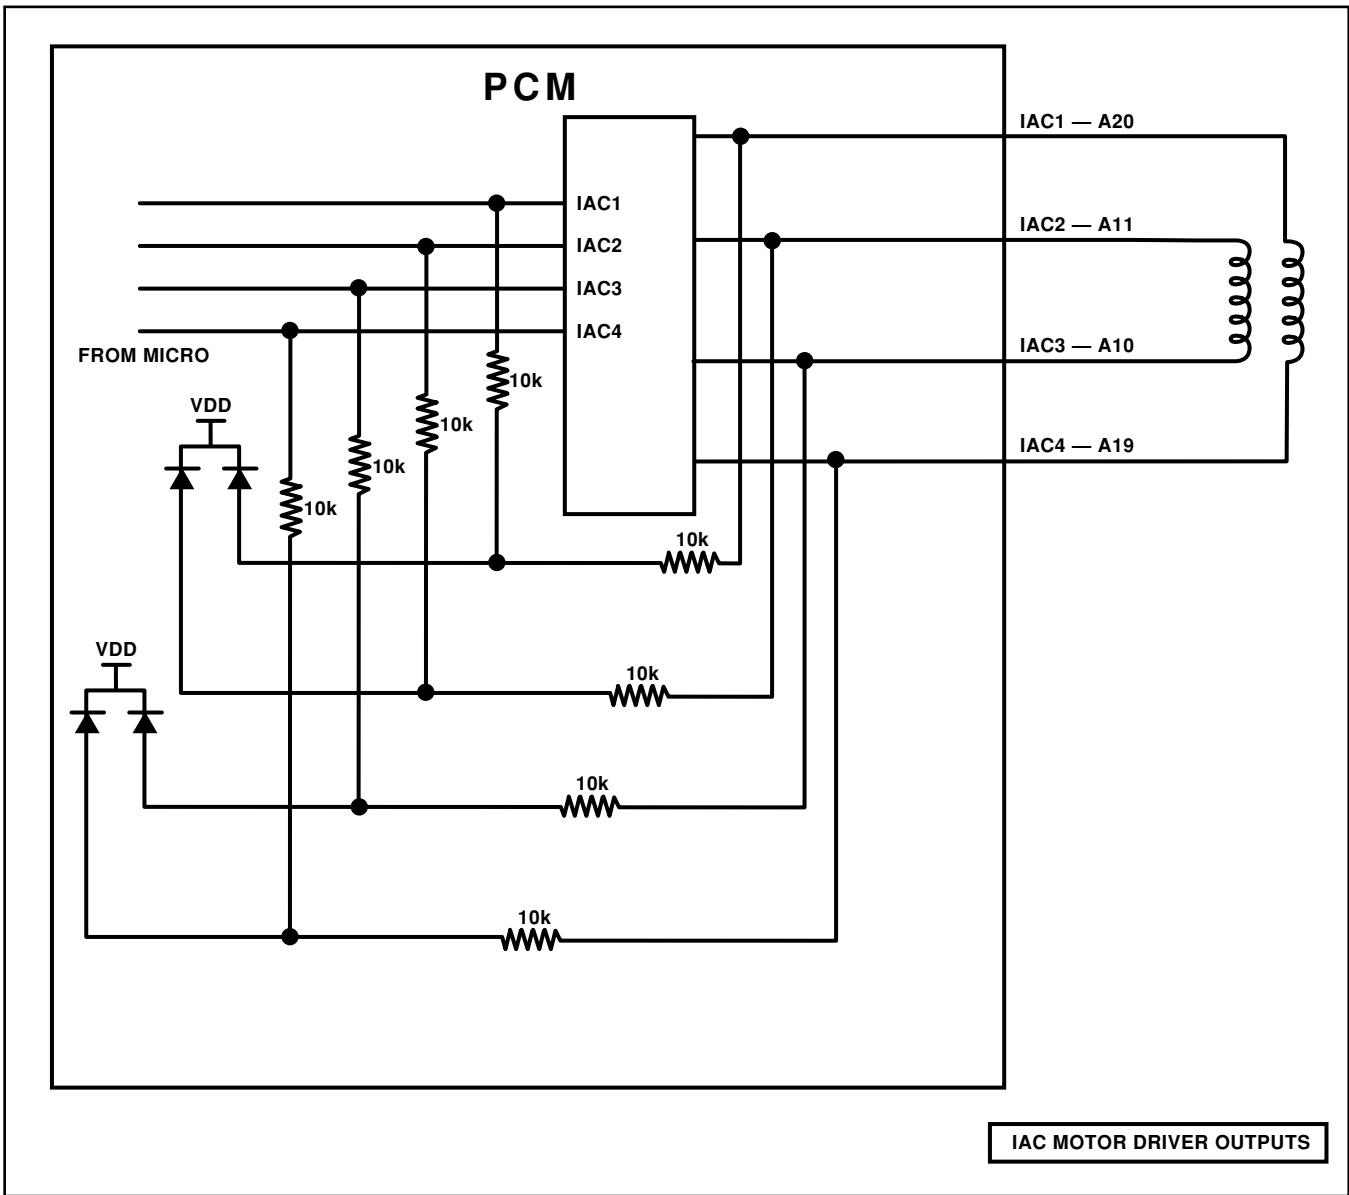 PCM
IAC1 — A20
IAC1
IAC2 — A11
IAC2
IAC3
IAC4
IAC3 — A10
FROM MICRO
10k
VDD
10k
IAC4 — A19
10k
10k
10k
VDD
10k
10k
10k
IAC MOTOR DRIVER OUTPUTS